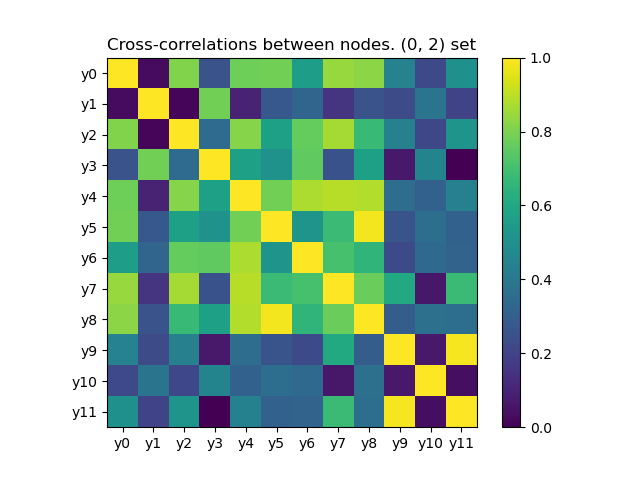 Cross-correlations between nodes. (0, 2) set
y0
y1
y2
y3
y4
y5
y6
y7
y8
y9
y10
y11
y0 y1 y2 y3 y4 y5 y6 y7 y8 y9 y10 y11
1.0
0.8
0.6
0.4
0.2
0.0